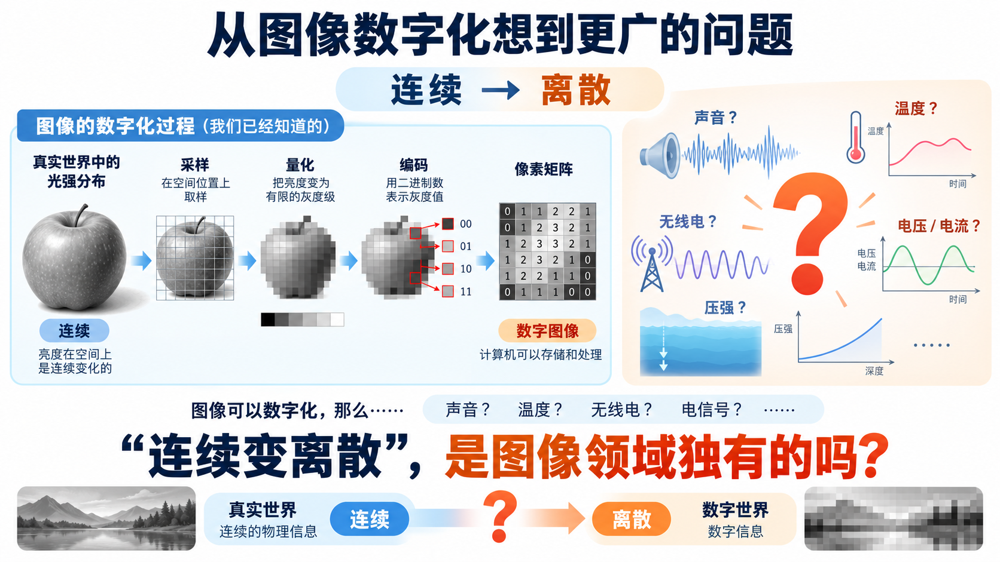 从图像数字化想到更广的问题
连续 → 离散
图像的数字化过程（我们已经知道的）
真实世界中的
光强分布
连续
亮度在空间上
是连续变化的
采样
在空间位置上
取样
量化
把亮度变为
有限的灰度级
编码
用二进制数
表示灰度值
00
01
10
11
像素矩阵
0 1 1 2 2 1
0 1 2 3 2 1
1 2 3 3 2 1
1 2 3 2 1 0
1 2 2 1 1 0
0 1 1 1 0 0
数字图像
计算机可以存储和处理
声音？
温度？
温度
时间
无线电？
电压 / 电流？
电压
电流
时间
压强？
压强
深度
?
......
图像可以数字化，那么……
声音？ 温度？ 无线电？ 电信号？ ……
“连续变离散”，是图像领域独有的吗？
真实世界
连续的物理信息
连续
?
离散
数字世界
数字信息